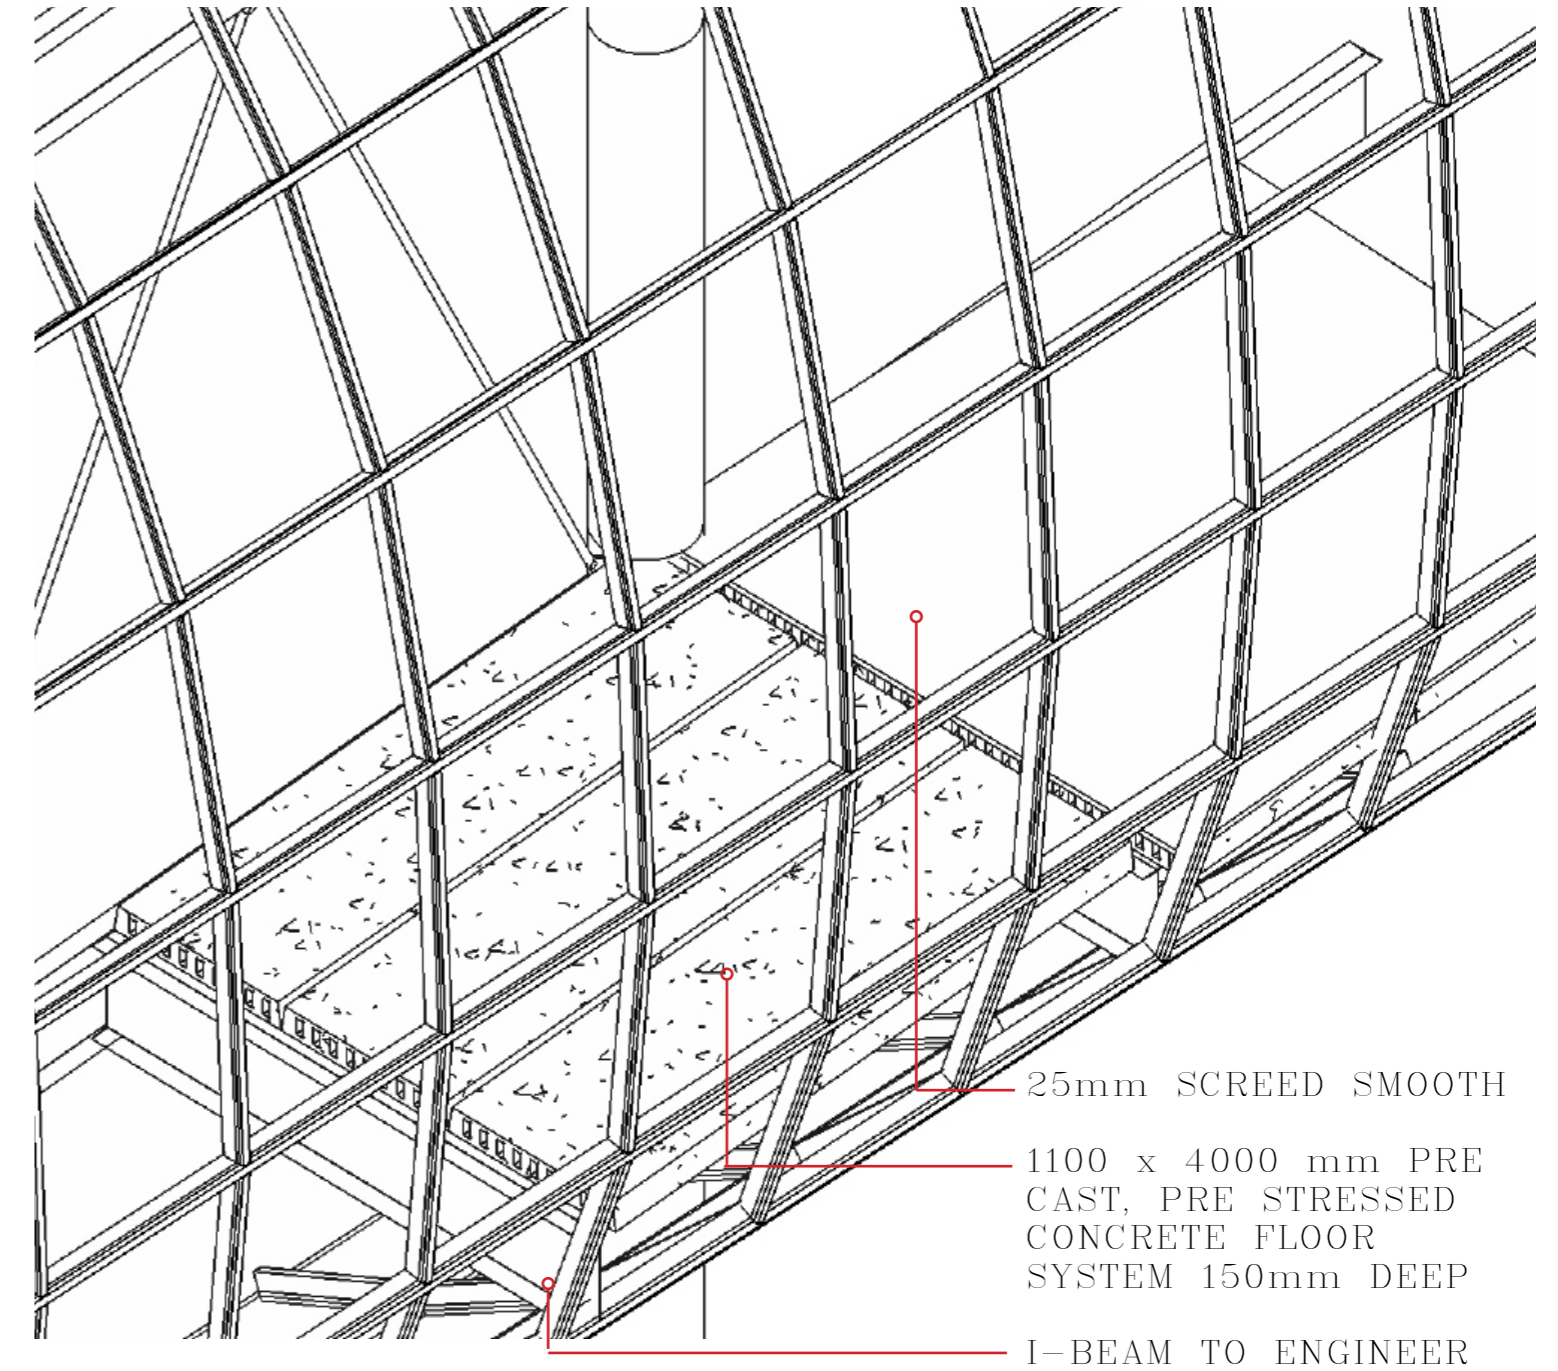 25mm SCREED SMOOTH
1100 x 4000 mm PRE
CAST, PRE STRESSED
CONCRETE FLOOR
SYSTEM 150mm DEEP
I-BEAM TO ENGINEER